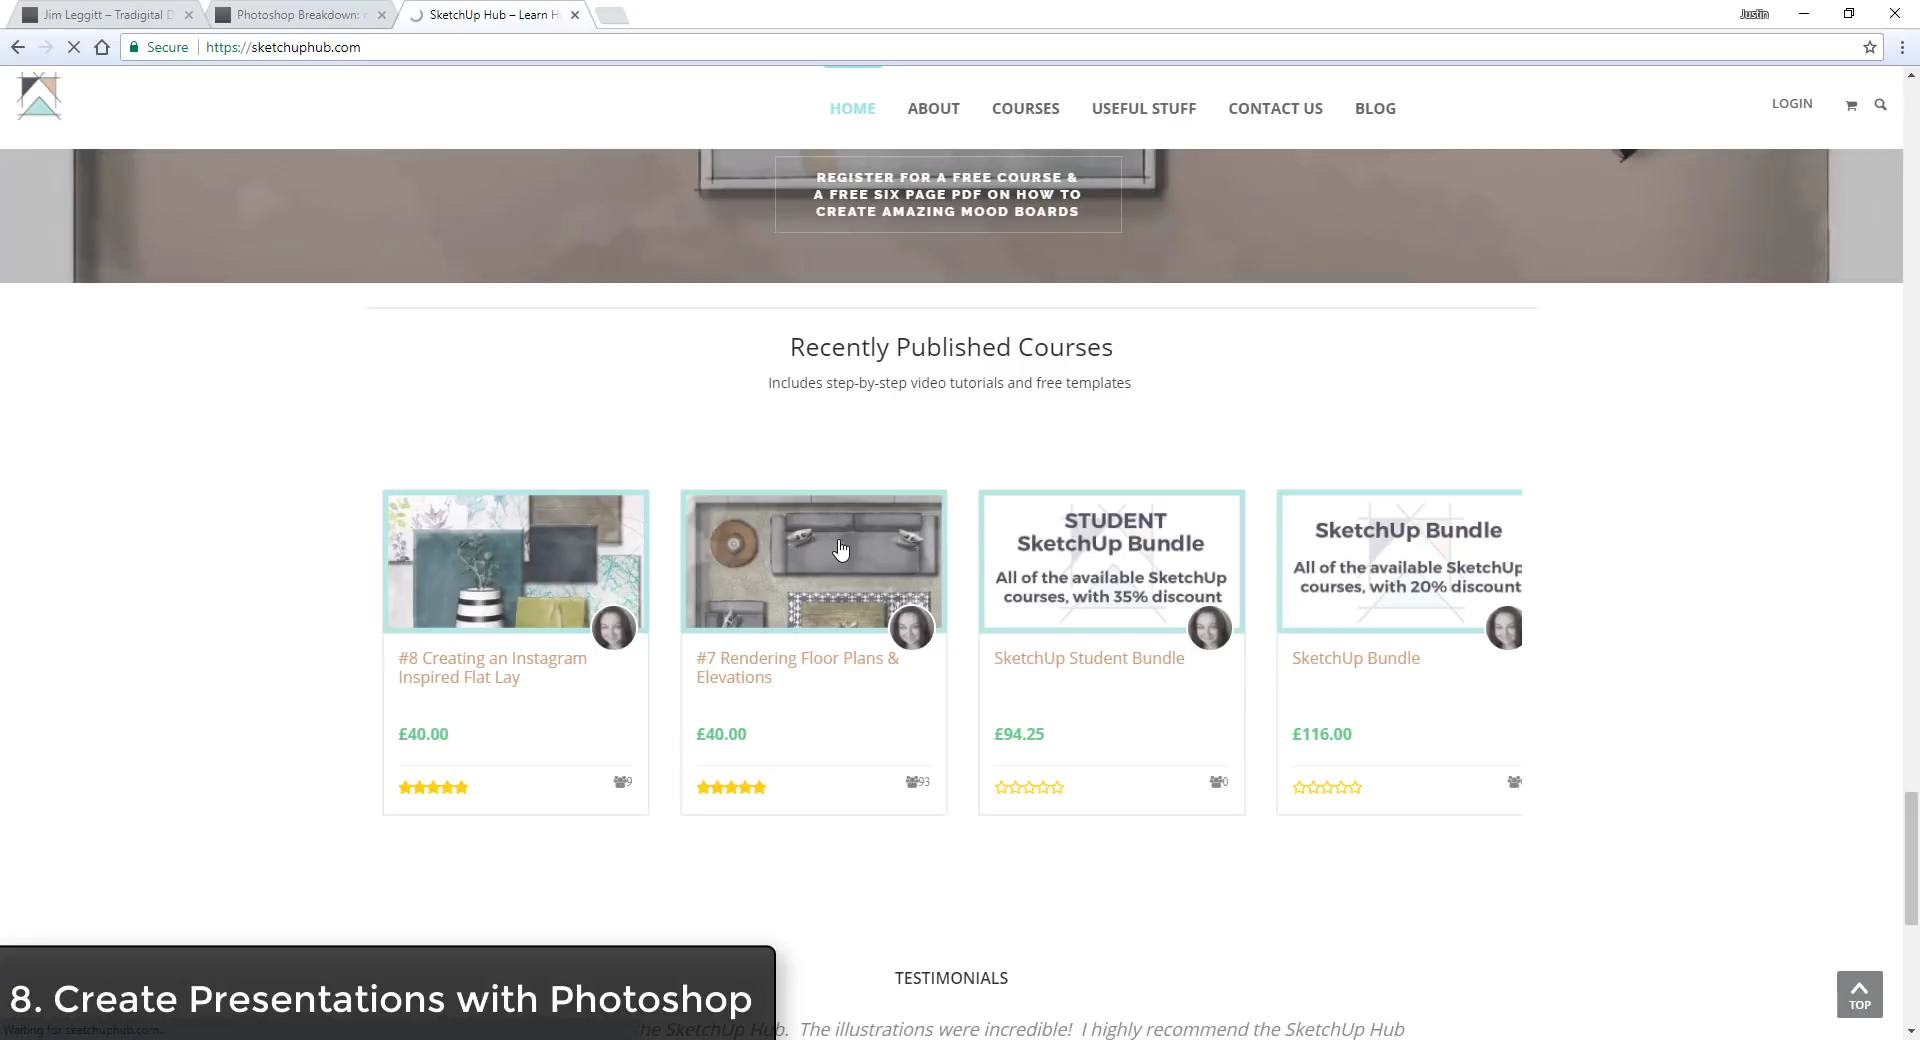 Jim Leggitt – Tradigital D
Photoshop Breakdown:
SketchUp Hub – Learn H
Justin
Secure
https://sketchuphub.com
HOME
ABOUT
COURSES
USEFUL STUFF
CONTACT US
BLOG
LOGIN
REGISTER FOR A FREE COURSE &
A FREE SIX PAGE PDF ON HOW TO
CREATE AMAZING MOOD BOARDS
Recently Published Courses
Includes step-by-step video tutorials and free templates
STUDENT
SketchUp Bundle
All of the available SketchUp
courses, with 35% discount
SketchUp Bundle
All of the available SketchUp
courses, with 20% discount
#8 Creating an Instagram
Inspired Flat Lay
#7 Rendering Floor Plans &
Elevations
SketchUp Student Bundle
SketchUp Bundle
£40.00
£40.00
£94.25
£116.00
9
93
0
TESTIMONIALS
8. Create Presentations with Photoshop
TOP
Waiting for sketchuphub.com...
he SketchUp Hub. The illustrations were incredible! I highly recommend the SketchUp Hub